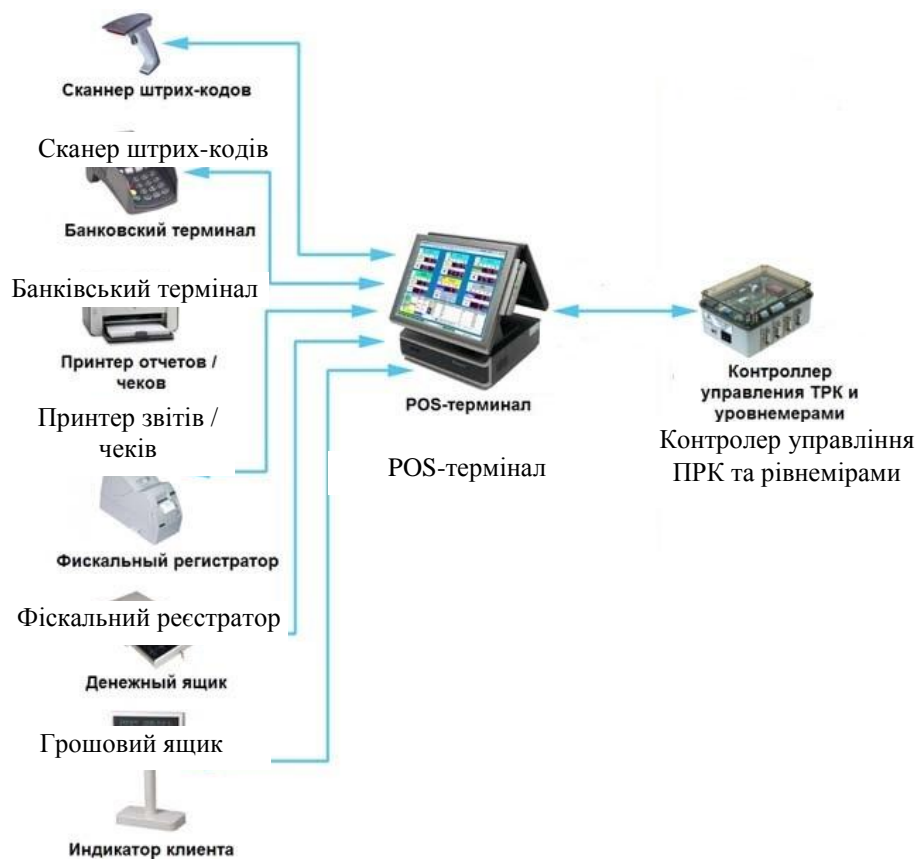 Сканнер штрих-кодов
Сканер штрих-кодів
Банковский терминал
Банківський термінал
Принтер отчетов /
чеков
Принтер звітів /
чеків
Фискальный регистратор
Фіскальний реєстратор
Денежный ящик
Грошовий ящик
Индикатор клиента
POS-терминал
POS-термінал
Контроллер
управления ТРК и
уровнемерами
Контролер управління
ПРК та рівнемірами